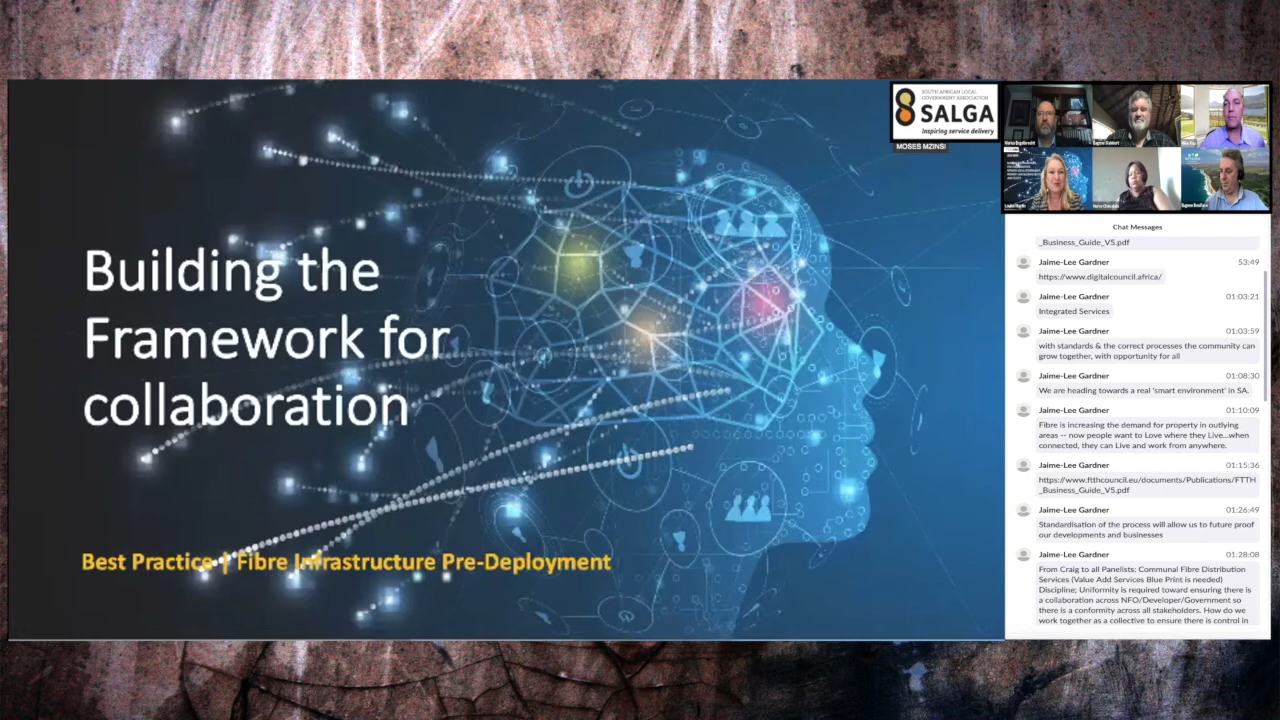 Building the
Framework for
collaboration
Best Practice | Fibre Infrastructure Pre-Deployment
SOUTH AFRICAN LOCAL
GOVERNMENT ASSOCIATION
SALGA
Inspiring service delivery
MOSES MZINSI
Chat Messages
_Business_Guide_V5.pdf
Jaime-Lee Gardner 53:49
https://www.digitalcouncil.africa/
Jaime-Lee Gardner 01:03:21
Integrated Services
Jaime-Lee Gardner 01:03:59
with standards & the correct processes the community can
grow together, with opportunity for all
Jaime-Lee Gardner 01:08:30
We are heading towards a real 'smart environment' in SA.
Jaime-Lee Gardner 01:10:09
Fibre is increasing the demand for property in outlying
areas -- now people want to Love where they Live...when
connected, they can Live and work from anywhere.
Jaime-Lee Gardner 01:15:36
https://www.ftthcouncil.eu/documents/Publications/FTTH
_Business_Guide_V5.pdf
Jaime-Lee Gardner 01:26:49
Standardisation of the process will allow us to future proof
our developments and businesses
Jaime-Lee Gardner 01:28:08
From Craig to all Panelists: Communal Fibre Distribution
Services (Value Add Services Blue Print is needed)
Discipline; Uniformity is required toward ensuring there is
a collaboration across NFO/Developer/Government so
there is a conformity across all stakeholders. How do we
work together as a collective to ensure there is control in